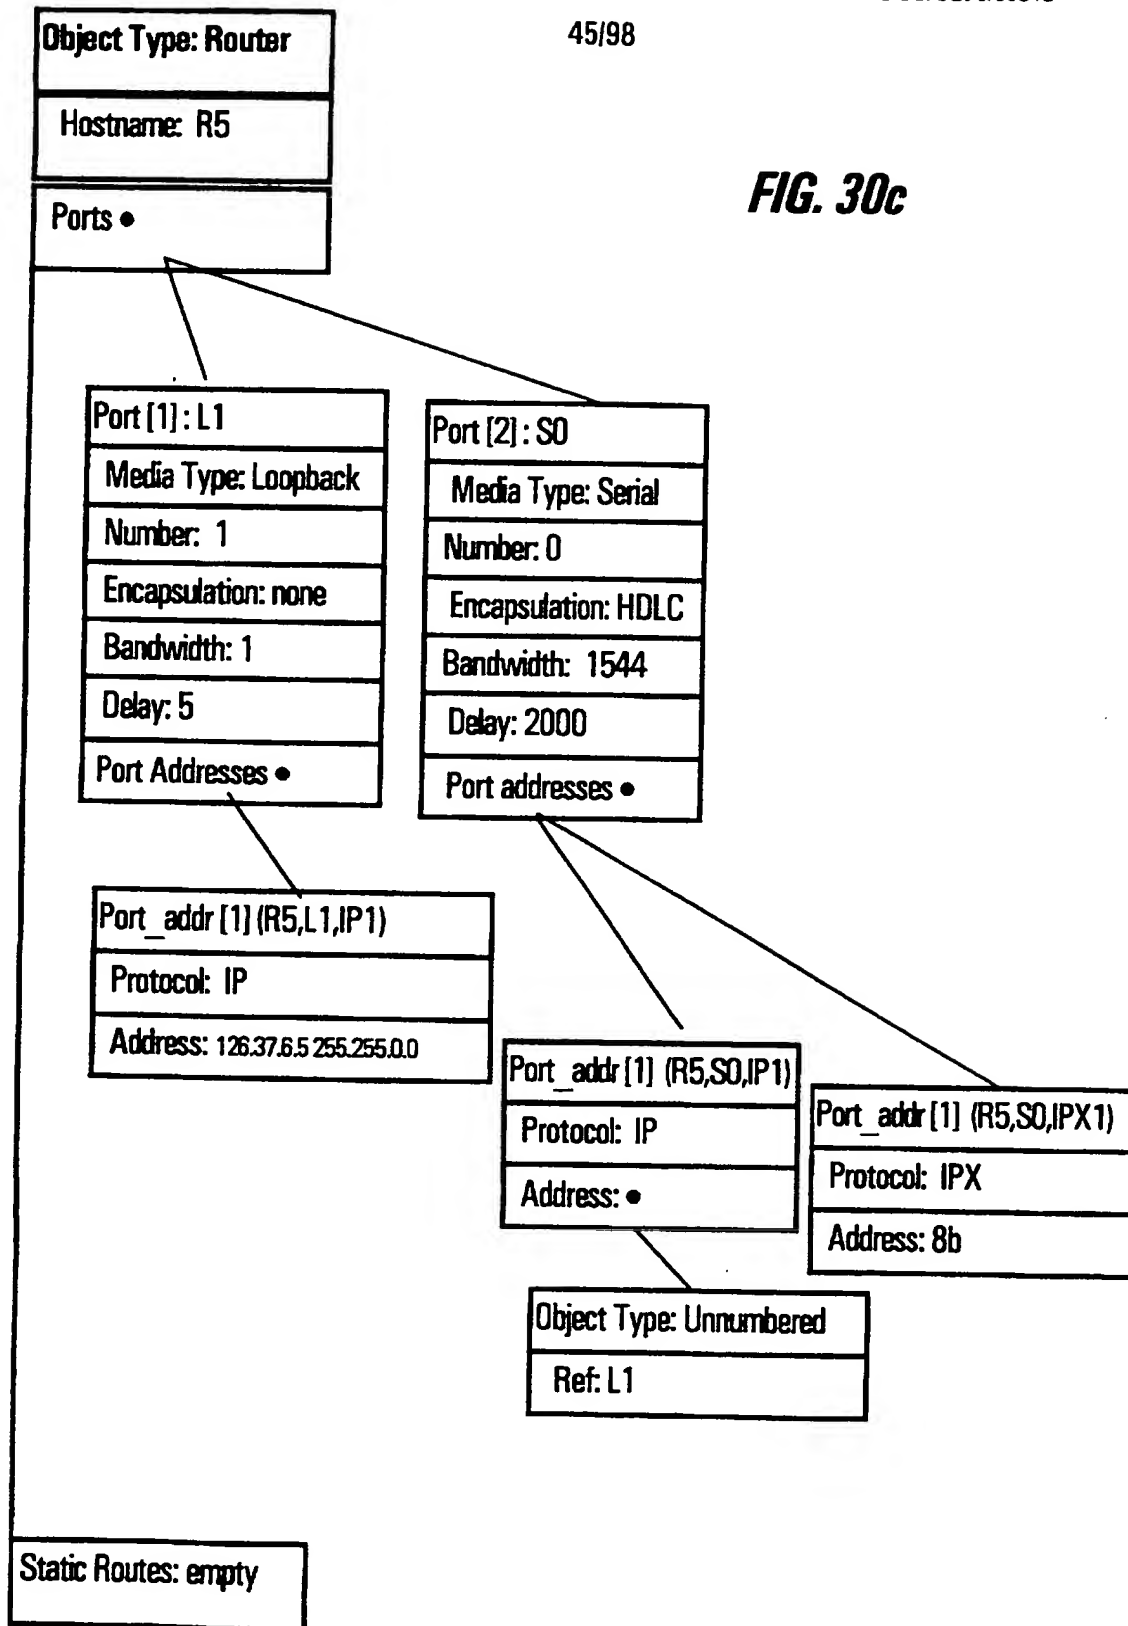 45/98
Object Type: Router
Hostname: R5
FIG. 30c
Ports •
Port [1] : L1
Media Type: Loopback
Number: 1
Encapsulation: none
Bandwidth: 1
Delay: 5
Port Addresses •
Port [2] : S0
Media Type: Serial
Number: 0
Encapsulation: HDLC
Bandwidth: 1544
Delay: 2000
Port addresses •
Port_addr [1] (R5,L1,IP1)
Protocol: IP
Address: 126.37.6.5 255.255.0.0
Port_addr [1] (R5,S0,IP1)
Protocol: IP
Address: •
Port_addr [1] (R5,S0,IPX1)
Protocol: IPX
Address: 8b
Object Type: Unnumbered
Ref: L1
Static Routes: empty